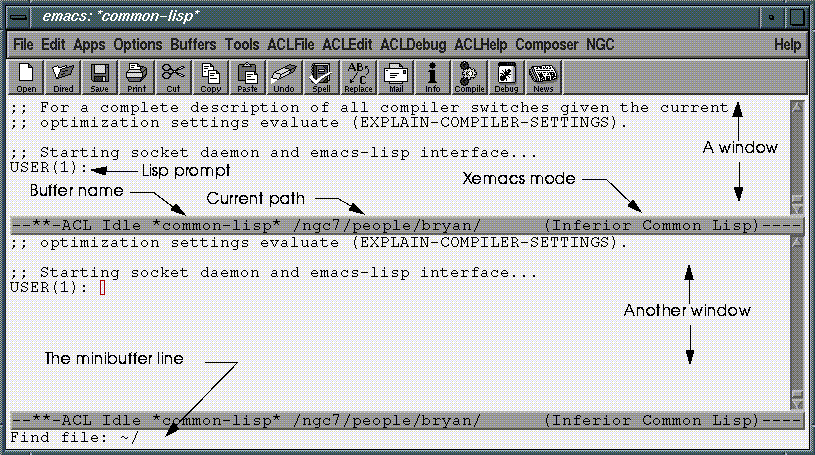 emacs: *common-lisp*
File Edit Apps Options Buffers Tools ACLFile ACLEdit ACLDebug ACLHelp Composer NGC Help
Open Dired Save Print Cut Copy Paste Undo Spell Replace Mail Info Compile Debug News
;; For a complete description of all compiler switches given the current
;; optimization settings evaluate (EXPLAIN-COMPILER-SETTINGS).
A window
;; Starting socket daemon and emacs-lisp interface...
USER(1): Lisp prompt
Xemacs mode
Buffer name
Current path
--**-ACL Idle *common-lisp* /ngc7/people/bryan/ (Inferior Common Lisp)----
;; optimization settings evaluate (EXPLAIN-COMPILER-SETTINGS).
;; Starting socket daemon and emacs-lisp interface...
USER(1):
Another window
The minibuffer line
--**-ACL Idle *common-lisp* /ngc7/people/bryan/ (Inferior Common Lisp)----
Find file: ~/